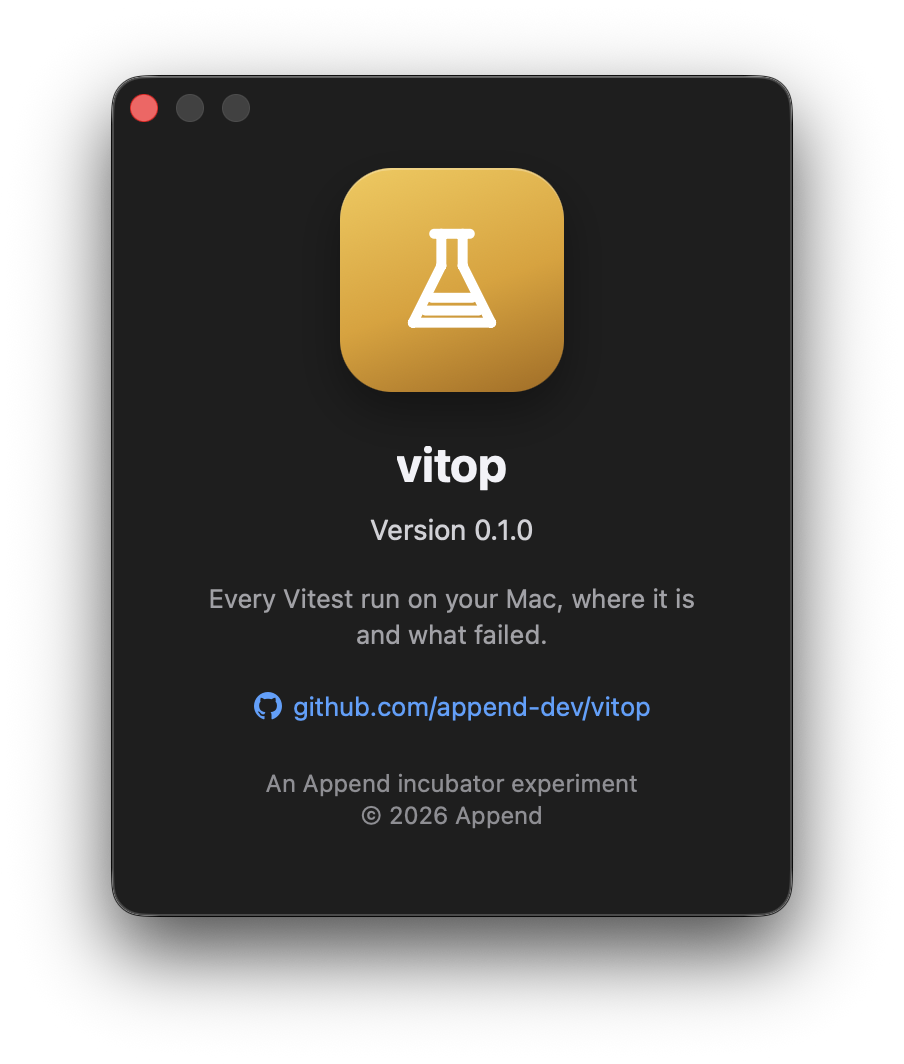 vitop
Version 0.1.0
Every Vitest run on your Mac, where it is
and what failed.
github.com/append-dev/vitop
An Append incubator experiment
© 2026 Append